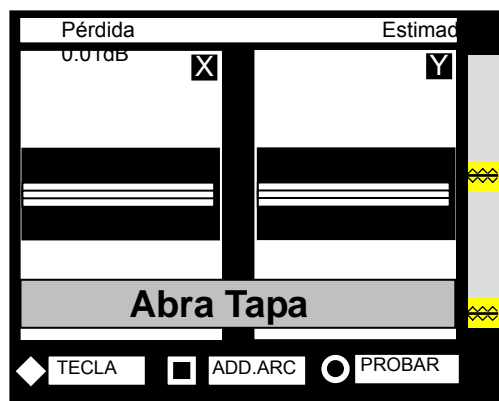 Pérdida Estimad
0.01dB
X Y
Abra Tapa
TECLA ADD.ARC PROBAR